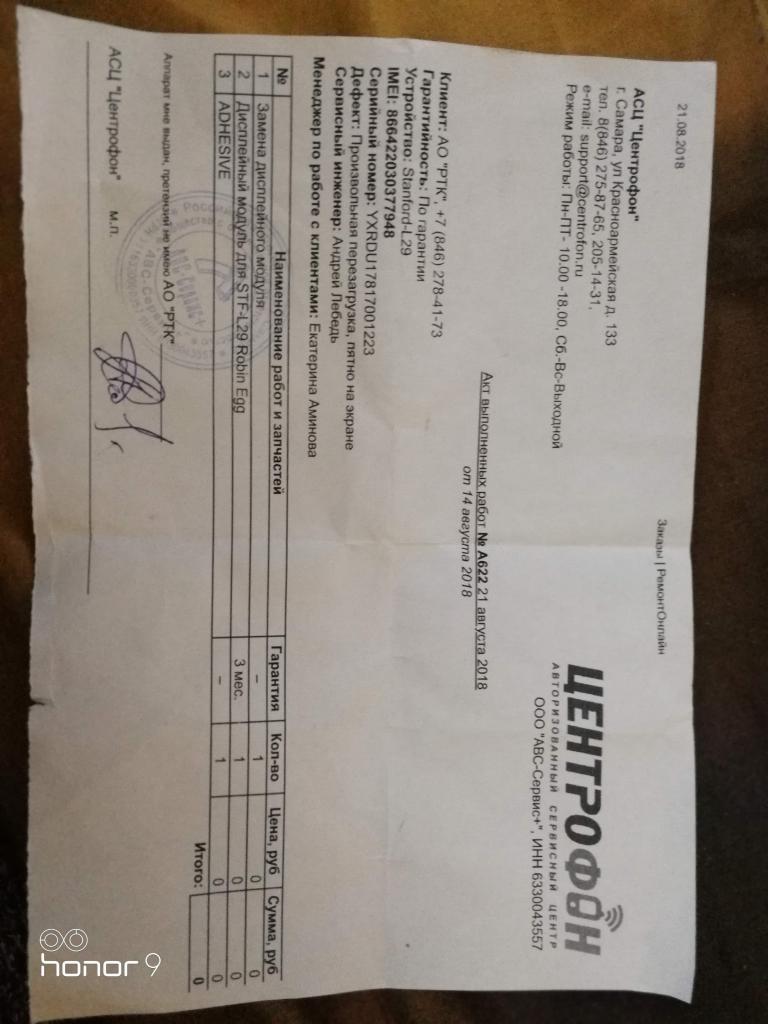 21.08.2018
Заказы | РемонтОнлайн
АСЦ "Центрофон"
г. Самара, ул Красноармейская д. 133
тел. 8(846) 275-87-65, 205-14-31,
e-mail: support@centrofon.ru
Режим работы: Пн-ПТ- 10.00 -18.00, Сб.-Вс-Выходной
ЦЕНТРОФОН
АВТОРИЗОВАННЫЙ СЕРВИСНЫЙ ЦЕНТР
ООО "АВС-Сервис+", ИНН 6330043557
Акт выполненных работ № А622 21 августа 2018
от 14 августа 2018
Клиент: АО "РТК", +7 (846) 278-41-73
Гарантийность: По гарантии
Устройство: Stanford-L29
IMEI: 866422030377948
Серийный номер: YXRDU17817001223
Дефект: Произвольная перезагрузка, пятно на экране
Сервисный инженер: Андрей Лебедь
Менеджер по работе с клиентами: Екатерина Аминова
№ Наименование работ и запчастей Гарантия Кол-во Цена, руб Сумма, руб
1 Замена дисплейного модуля – 1 0 0
2 Дисплейный модуль для STF-L29 Robin Egg 3 мес. 1 0 0
3 ADHESIVE – 1 0 0
Итого: 0
Аппарат мне выдан, претензий не имею АО "РТК"
АСЦ "Центрофон" м.п.
honor 9